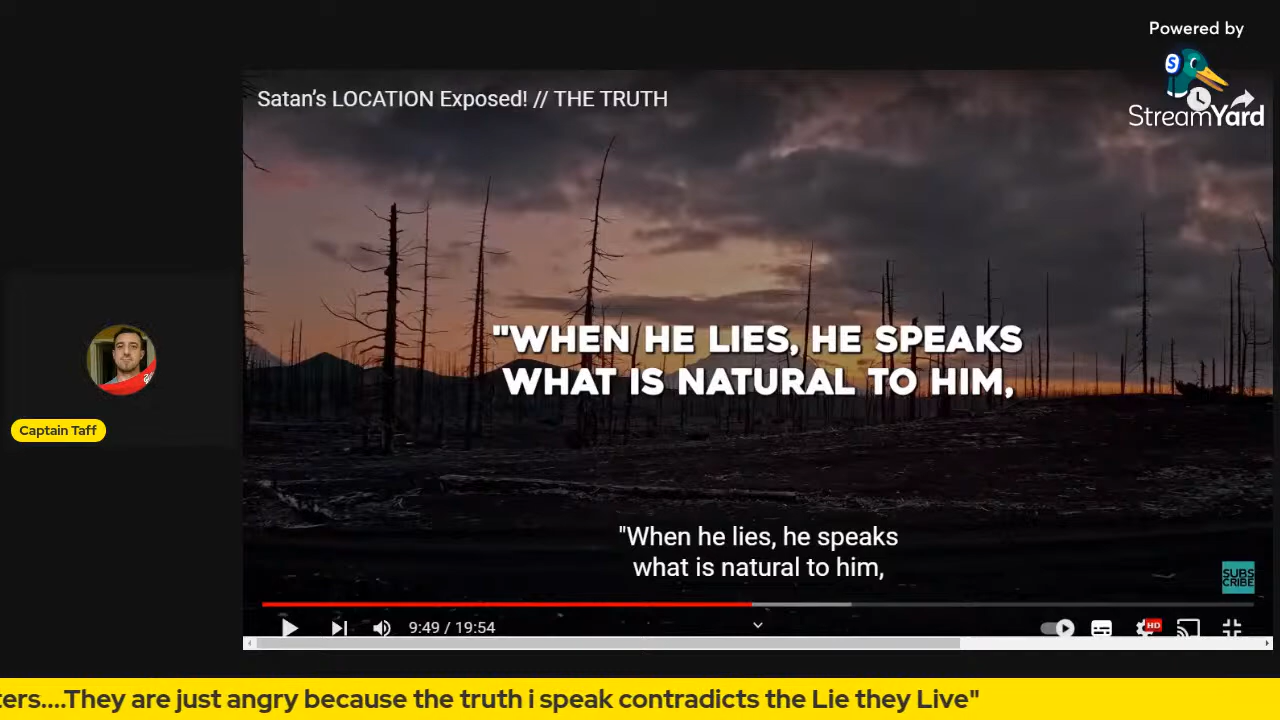 Powered by
S
StreamYard
Satan's LOCATION Exposed! // THE TRUTH
"WHEN HE LIES, HE SPEAKS
WHAT IS NATURAL TO HIM,
Captain Taff
"When he lies, he speaks
what is natural to him,
SUBS
CRIBE
9:49 / 19:54
HD
ters....They are just angry because the truth i speak contradicts the Lie they Live"